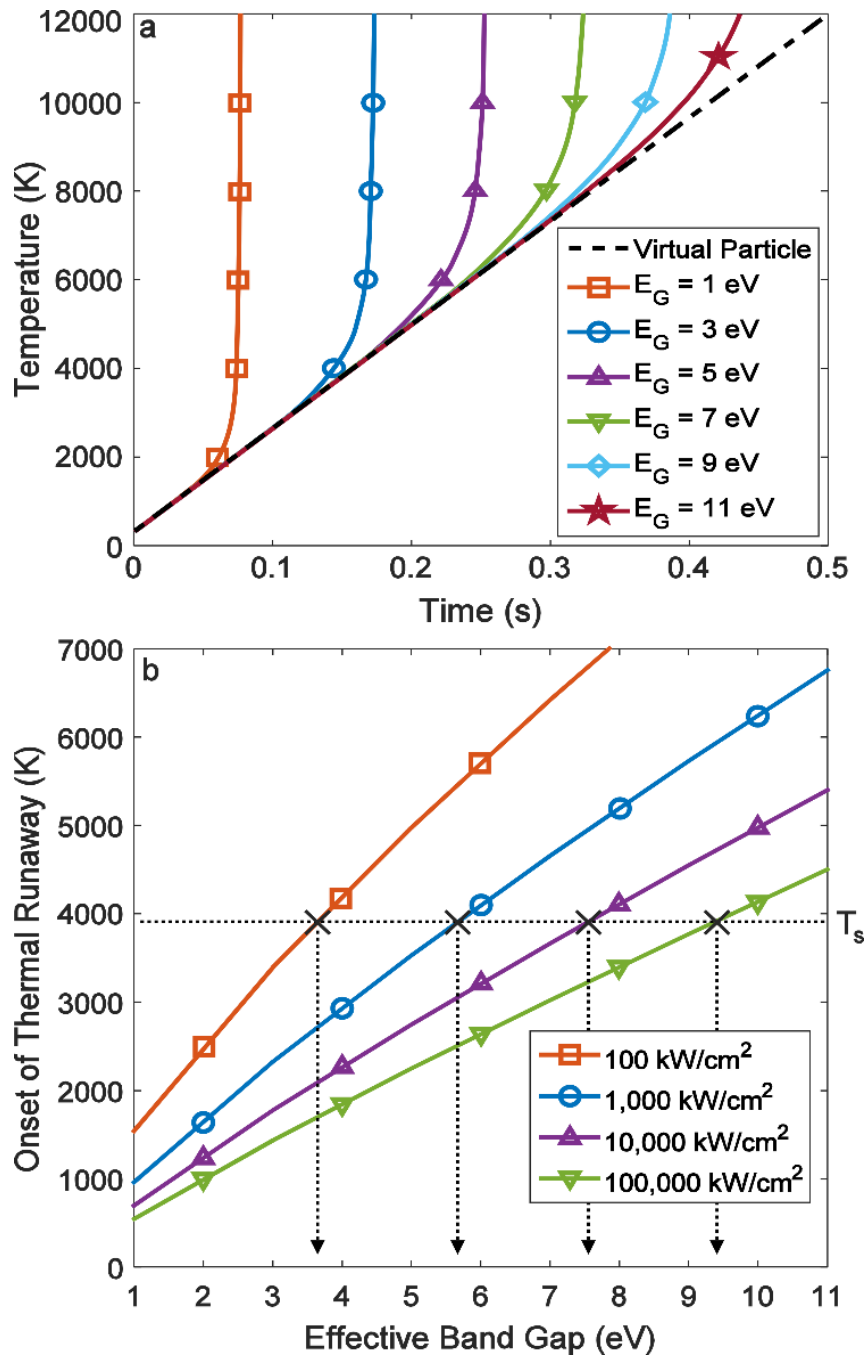 a
12000
10000
8000
6000
4000
2000
0
Temperature (K)
Virtual Particle
E_G = 1 eV
E_G = 3 eV
E_G = 5 eV
E_G = 7 eV
E_G = 9 eV
E_G = 11 eV
0 0.1 0.2 0.3 0.4 0.5
Time (s)
b
7000
6000
5000
4000
3000
2000
1000
0
Onset of Thermal Runaway (K)
T_s
100 kW/cm²
1,000 kW/cm²
10,000 kW/cm²
100,000 kW/cm²
1 2 3 4 5 6 7 8 9 10 11
Effective Band Gap (eV)